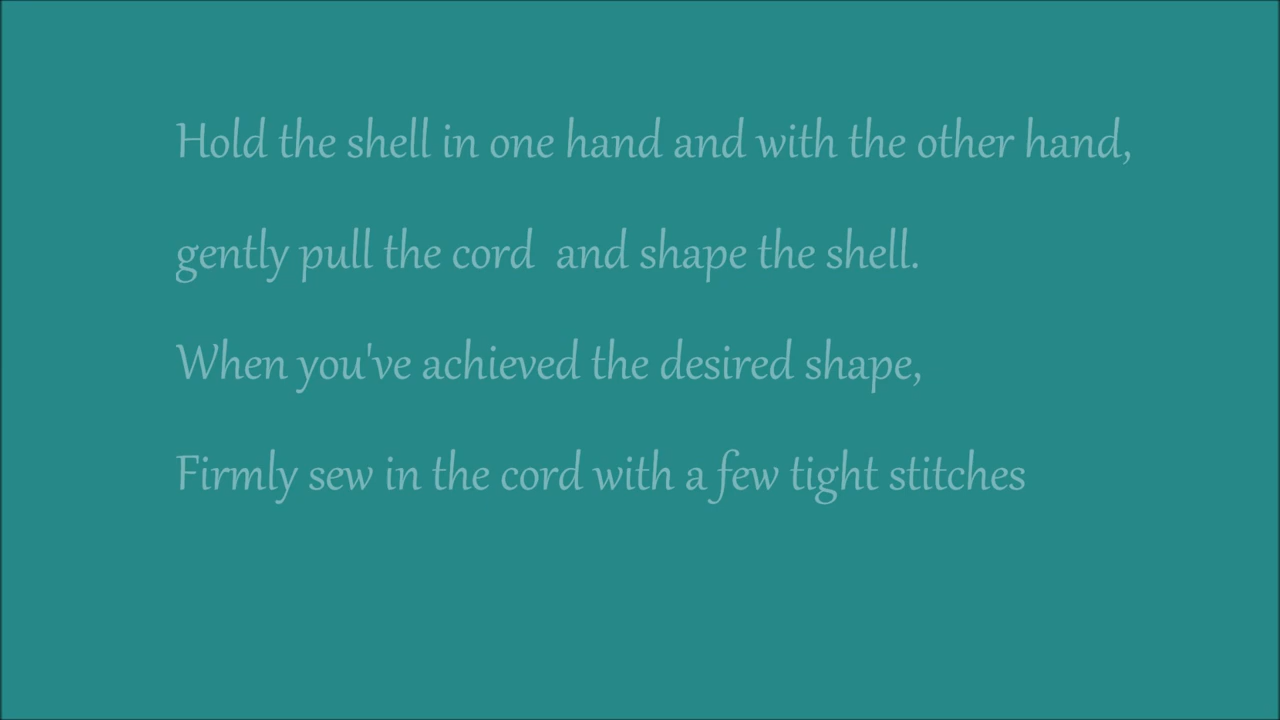 Hold the shell in one hand and with the other hand,
gently pull the cord  and shape the shell.
When you've achieved the desired shape,
Firmly sew in the cord with a few tight stitches